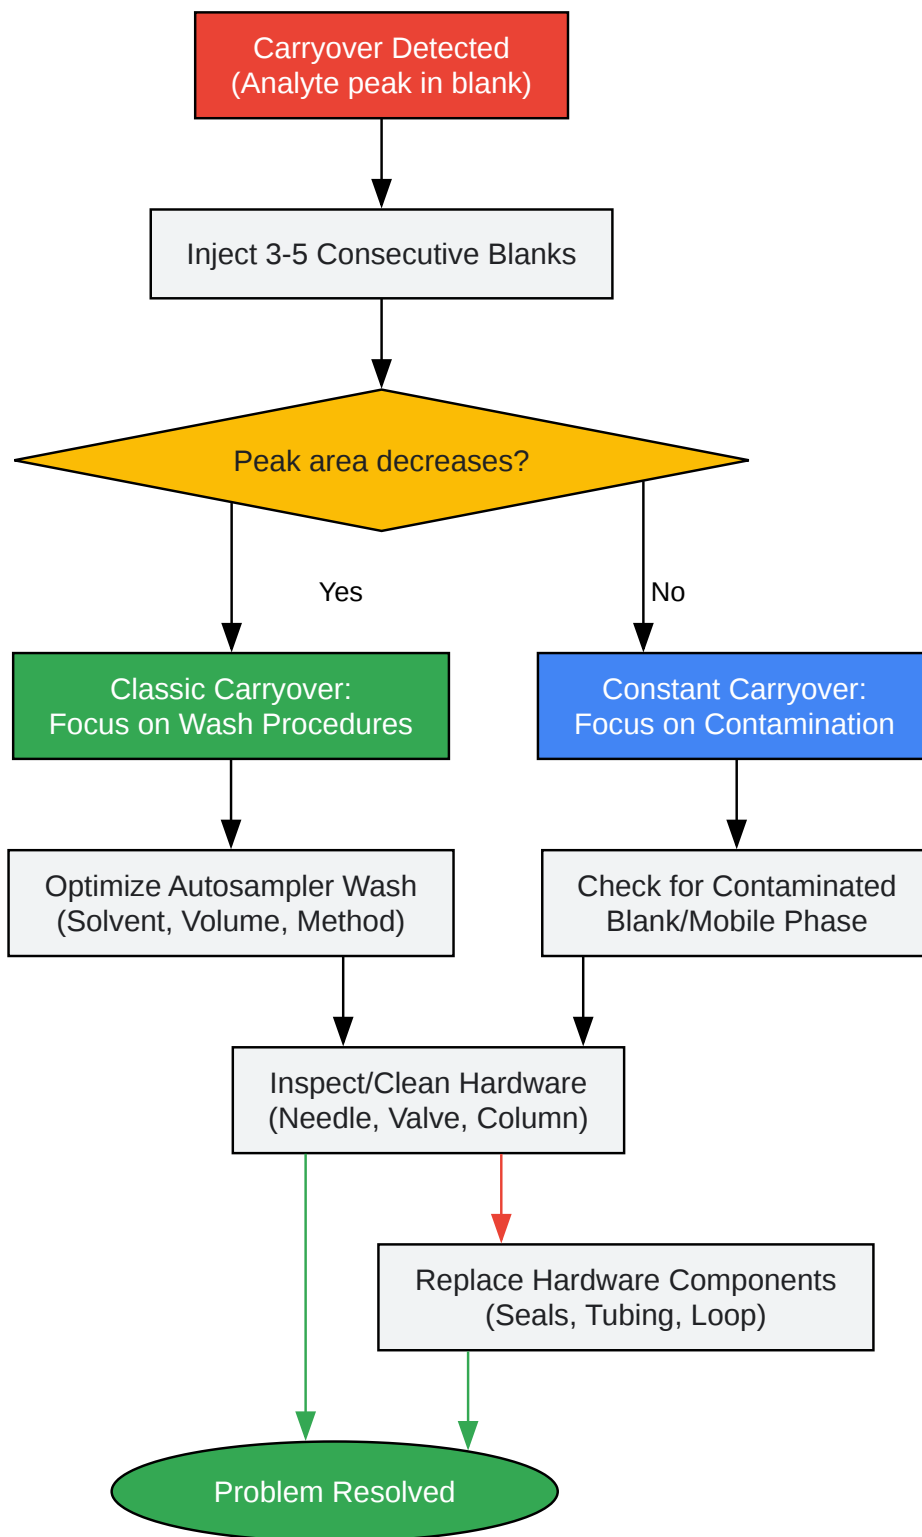 Carryover Detected
(Analyte peak in blank)
Inject 3-5 Consecutive Blanks
Peak area decreases?
Yes
No
Classic Carryover:
Focus on Wash Procedures
Constant Carryover:
Focus on Contamination
Optimize Autosampler Wash
(Solvent, Volume, Method)
Check for Contaminated
Blank/Mobile Phase
Inspect/Clean Hardware
(Needle, Valve, Column)
Replace Hardware Components
(Seals, Tubing, Loop)
Problem Resolved